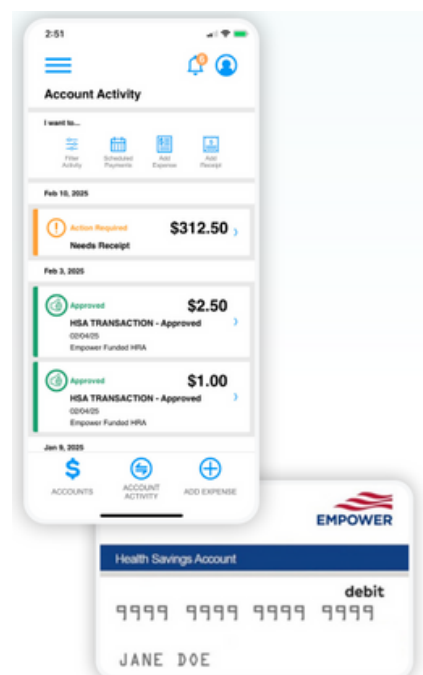 2:51
6
Account Activity
I want to...
Filter Activity
Scheduled Payments
Add Expense
Add Receipt
Feb 10, 2025
Action Required
$312.50
Needs Receipt
Feb 3, 2025
Approved
$2.50
HSA TRANSACTION - Approved
02/04/25
Empower Funded HRA
Approved
$1.00
HSA TRANSACTION - Approved
02/04/25
Empower Funded HRA
Jan 9, 2025
ACCOUNTS
ACCOUNT
ACTIVITY
ADD EXPENSE
EMPOWER
Health Savings Account
debit
9999 9999 9999 9999
JANE DOE